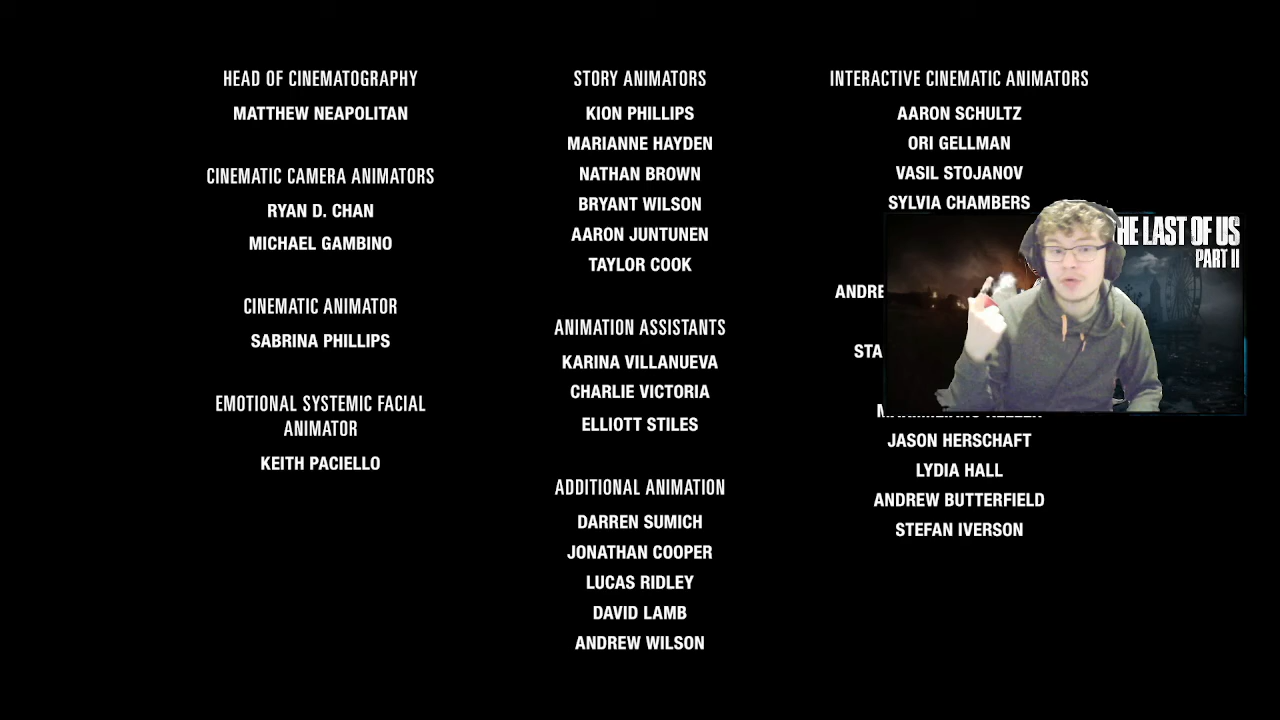 HEAD OF CINEMATOGRAPHY
MATTHEW NEAPOLITAN
CINEMATIC CAMERA ANIMATORS
RYAN D. CHAN
MICHAEL GAMBINO
CINEMATIC ANIMATOR
SABRINA PHILLIPS
EMOTIONAL SYSTEMIC FACIAL
ANIMATOR
KEITH PACIELLO
STORY ANIMATORS
KION PHILLIPS
MARIANNE HAYDEN
NATHAN BROWN
BRYANT WILSON
AARON JUNTUNEN
TAYLOR COOK
ANIMATION ASSISTANTS
KARINA VILLANUEVA
CHARLIE VICTORIA
ELLIOTT STILES
ADDITIONAL ANIMATION
DARREN SUMICH
JONATHAN COOPER
LUCAS RIDLEY
DAVID LAMB
ANDREW WILSON
INTERACTIVE CINEMATIC ANIMATORS
AARON SCHULTZ
ORI GELLMAN
VASIL STOJANOV
SYLVIA CHAMBERS
JASON HERSCHAFT
LYDIA HALL
ANDREW BUTTERFIELD
STEFAN IVERSON
THE LAST OF US
PART II